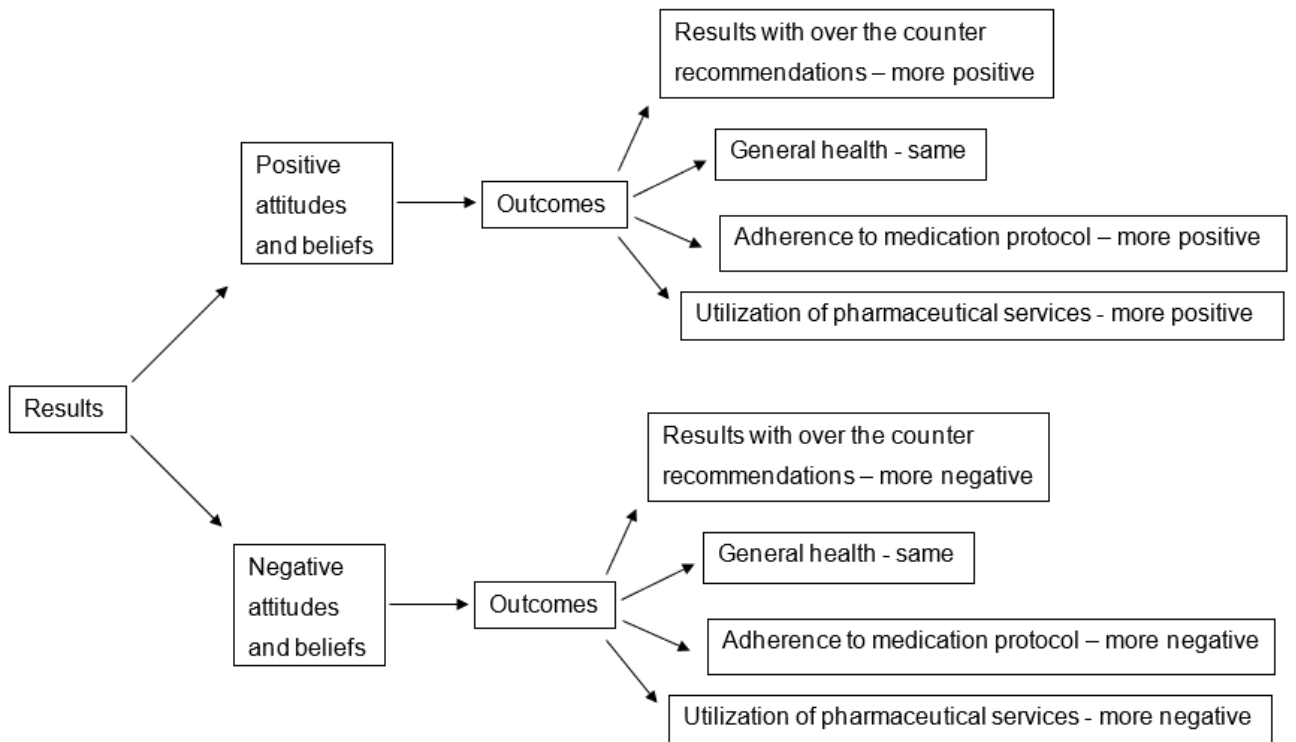 Results with over the counter
recommendations – more positive
General health - same
Positive
attitudes
and beliefs
Outcomes
Adherence to medication protocol – more positive
Utilization of pharmaceutical services - more positive
Results
Results with over the counter
recommendations – more negative
General health - same
Negative
attitudes
and beliefs
Outcomes
Adherence to medication protocol – more negative
Utilization of pharmaceutical services - more negative